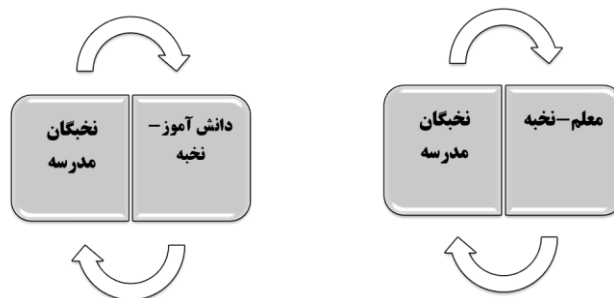 معلم–نخبه
نخبگان
مدرسه
دانش آموز–
نخبه
نخبگان
مدرسه